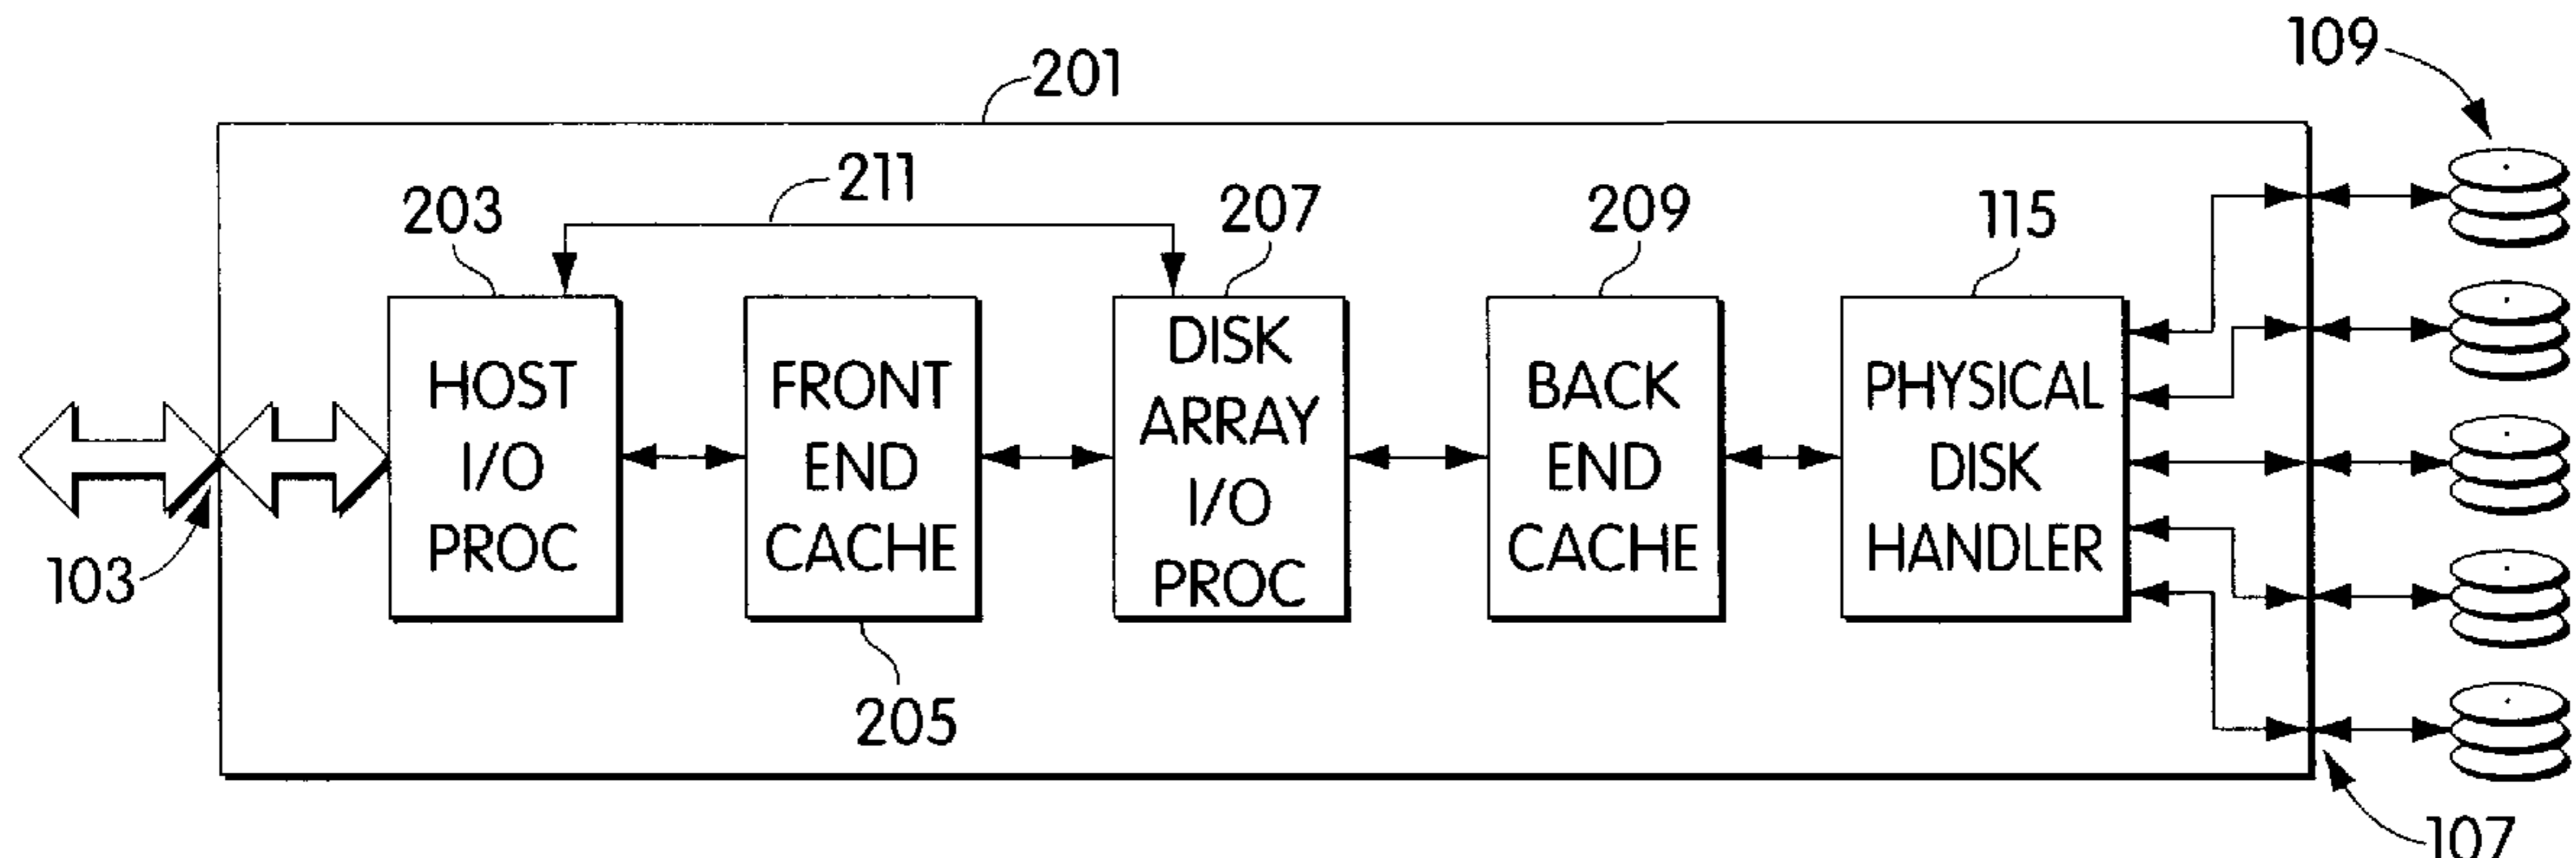 109
201
211
203
207
209
115
HOST
I/O
PROC
FRONT
END
CACHE
DISK
ARRAY
I/O
PROC
BACK
END
CACHE
PHYSICAL
DISK
HANDLER
103
205
107